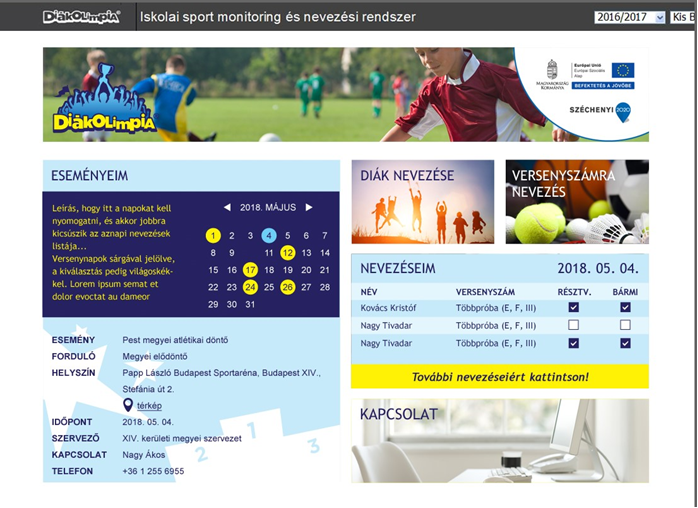 DIÁKOLIMPIA
Iskolai sport monitoring és nevezési rendszer
2016/2017
Kis B
DIÁKOLIMPIA
MAGYARORSZÁG
KORMÁNYA
Európai Unió
Európai Szociális
Alap
BEFEKTETÉS A JÖVŐBE
SZÉCHENYI 2020
ESEMÉNYEIM
Leírás, hogy itt a napokat kell
nyomogatni, és akkor jobbra
kicsúszik az aznapi nevezések
listája...
Versenynapok sárgával jelölve,
a kiválasztás pedig világoskék-
kel. Lorem ipsum semat et
dolor evoctat au dameor
2018. MÁJUS
1 2 3 4 5 6 7
8 9 11 12 13 14
15 16 17 18 19 20 21
22 23 24 25 26 27 28
29 30 31
ESEMÉNY Pest megyei atlétikai döntő
FORDULÓ Megyei elődöntő
HELYSZÍN Papp László Budapest Sportaréna, Budapest XIV.,
Stefánia út 2.
térkép
IDŐPONT 2018. 05. 04.
SZERVEZŐ XIV. kerületi megyei szervezet
KAPCSOLAT Nagy Ákos
TELEFON +36 1 255 6955
2 1 3
DIÁK NEVEZÉSE
VERSENYSZÁMRA
NEVEZÉS
NEVEZÉSEIM 2018. 05. 04.
NÉV VERSENYSZÁM RÉSZTV. BÁRMI
Kovács Kristóf Többpróba (E, F, III)
Nagy Tivadar Többpróba (E, F, III)
Nagy Tivadar Többpróba (E, F, III)
További nevezéseiért kattintson!
KAPCSOLAT